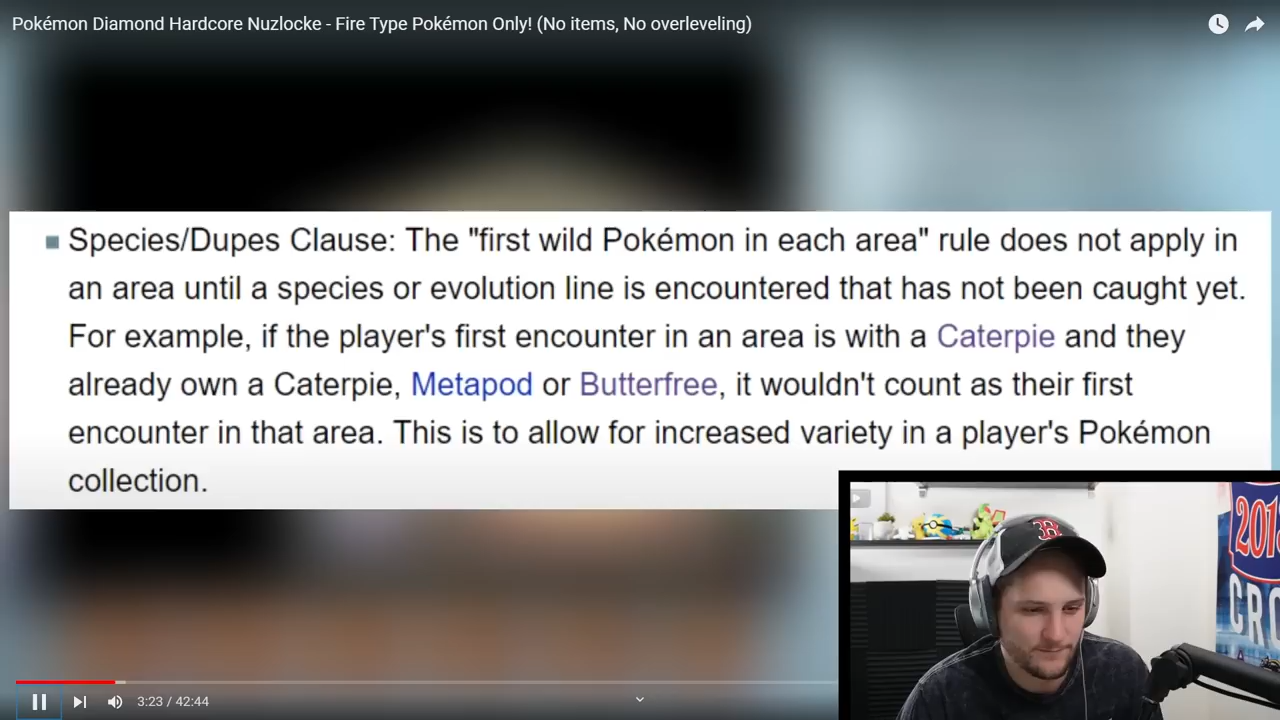 Pokémon Diamond Hardcore Nuzlocke - Fire Type Pokémon Only! (No items, No overleveling)
Species/Dupes Clause: The "first wild Pokémon in each area" rule does not apply in
an area until a species or evolution line is encountered that has not been caught yet.
For example, if the player's first encounter in an area is with a Caterpie and they
already own a Caterpie, Metapod or Butterfree, it wouldn't count as their first
encounter in that area. This is to allow for increased variety in a player's Pokémon
collection.
B
201
CRO
3:23 / 42:44